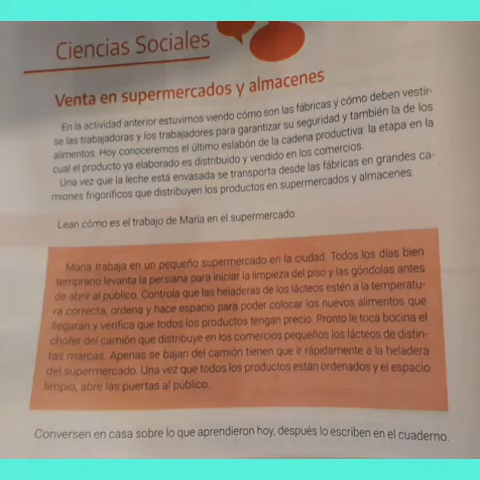 Ciencias Sociales
Venta en supermercados y almacenes
En la actividad anterior estuvimos viendo cómo son las fábricas y cómo deben vestir-
se las trabajadoras y los trabajadores para garantizar su seguridad y también la de los
alimentos. Hoy conoceremos el último eslabón de la cadena productiva: la etapa en la
cual el producto ya elaborado es distribuido y vendido en los comercios.
Una vez que la leche está envasada se transporta desde las fábricas en grandes ca-
miones frigoríficos que distribuyen los productos en supermercados y almacenes.
Lean cómo es el trabajo de María en el supermercado:
María trabaja en un pequeño supermercado en la ciudad. Todos los días bien
temprano levanta la persiana para iniciar la limpieza del piso y las góndolas antes
de abrir al público. Controla que las heladeras de los lácteos estén a la temperatu-
ra correcta, ordena y hace espacio para poder colocar los nuevos alimentos que
llegarán y verifica que todos los productos tengan precio. Pronto le toca bocina el
chofer del camión que distribuye en los comercios pequeños los lácteos de distin-
tas marcas. Apenas se bajan del camión tienen que ir rápidamente a la heladera
del supermercado. Una vez que todos los productos están ordenados y el espacio
limpio, abre las puertas al público.
Conversen en casa sobre lo que aprendieron hoy, después lo escriben en el cuaderno.